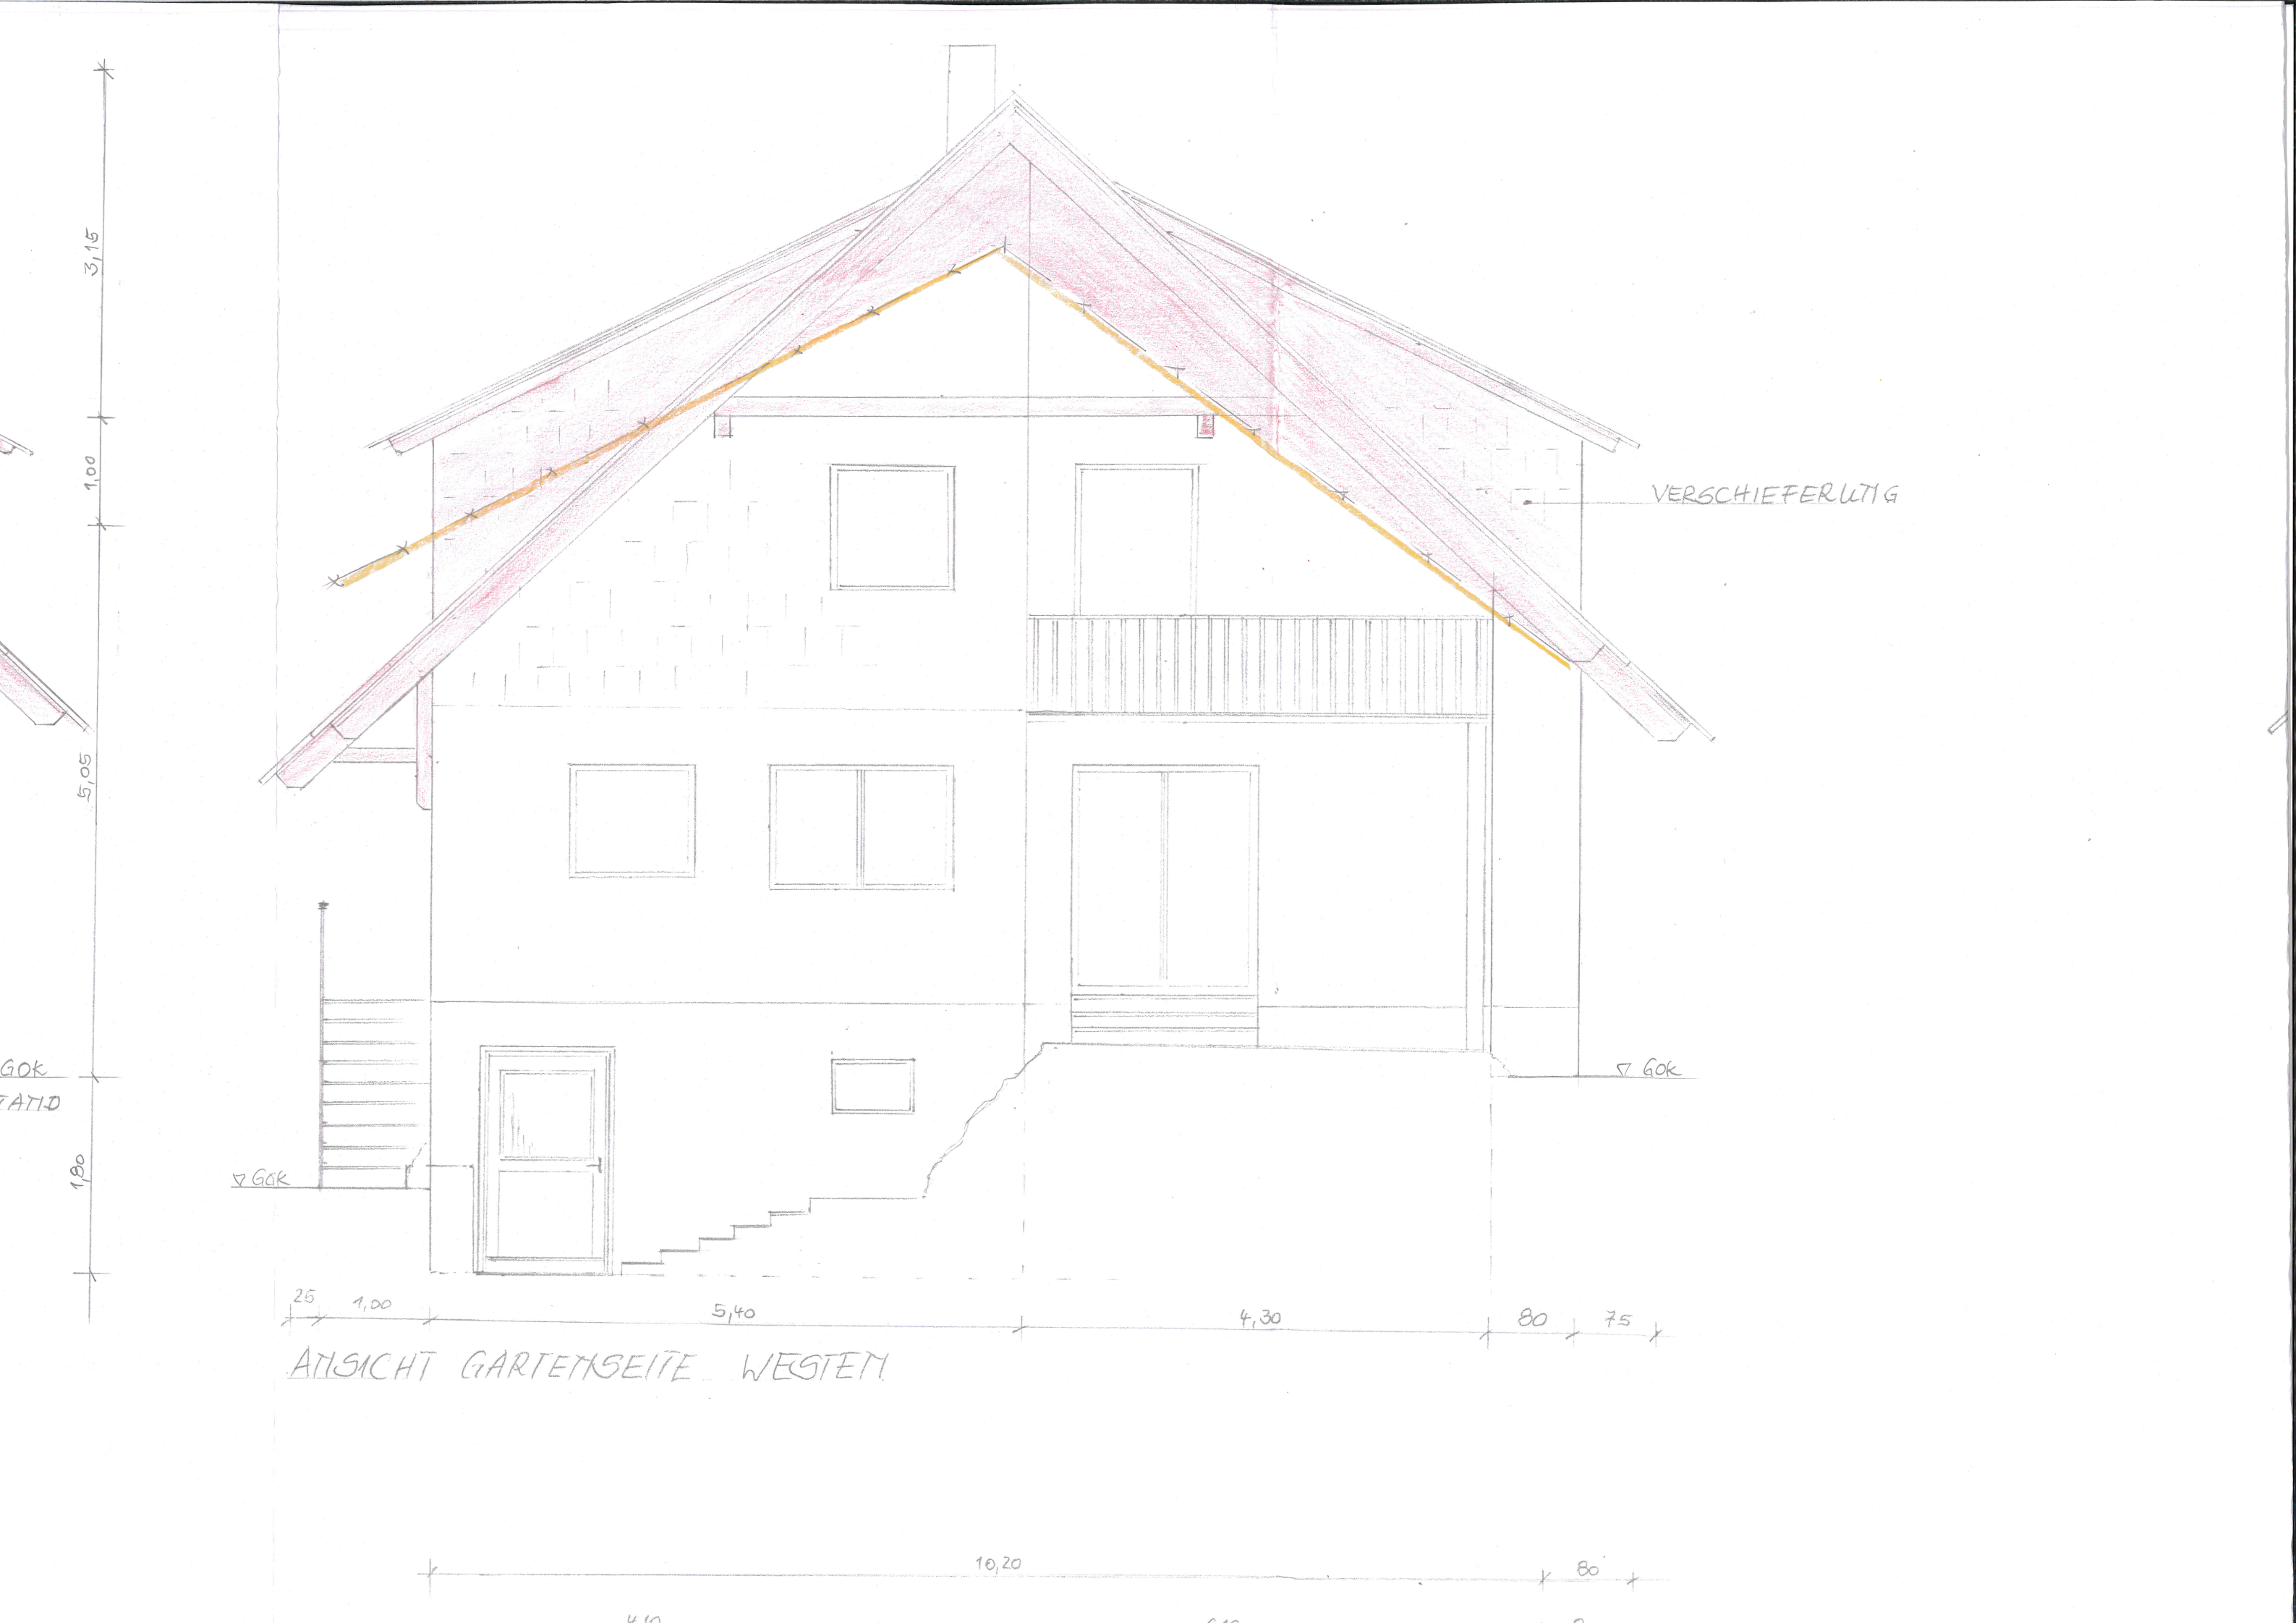 3,15
1,00
VERSCHIEFERUNG
5,05
GOK
GOK
1,80
GOK
25 1,00 5,40 4,30 80 75
ANSICHT GARTENSEITE WESTEN
10,20 80